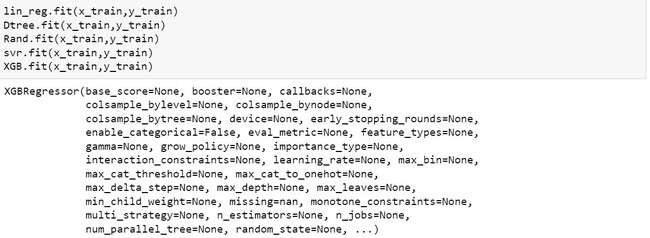 lin_reg.fit(x_train,y_train)
Dtree.fit(x_train,y_train)
Rand.fit(x_train,y_train)
svr.fit(x_train,y_train)
XGB.fit(x_train,y_train)
XGBRegressor(base_score=None, booster=None, callbacks=None,
colsample_bylevel=None, colsample_bynode=None,
colsample_bytree=None, device=None, early_stopping_rounds=None,
enable_categorical=False, eval_metric=None, feature_types=None,
gamma=None, grow_policy=None, importance_type=None,
interaction_constraints=None, learning_rate=None, max_bin=None,
max_cat_threshold=None, max_cat_to_onehot=None,
max_delta_step=None, max_depth=None, max_leaves=None,
min_child_weight=None, missing=nan, monotone_constraints=None,
multi_strategy=None, n_estimators=None, n_jobs=None,
num_parallel_tree=None, random_state=None, ...)